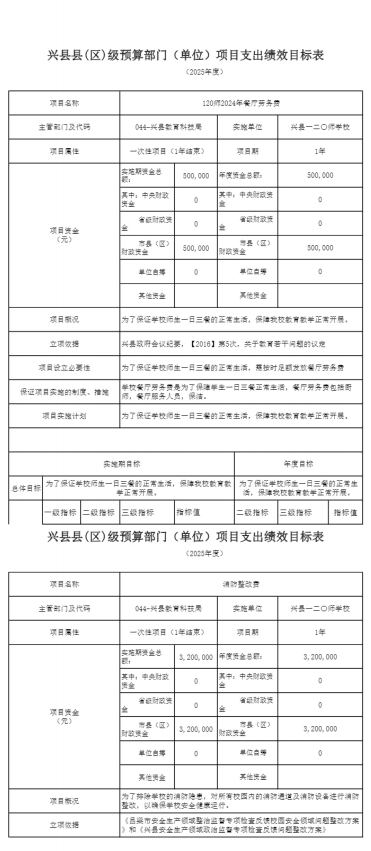 兴县县(区)级预算部门（单位）项目支出绩效目标表
（2025年度）
项目名称 120师2024年餐厅劳务费
主管部门及代码 044-兴县教育科技局 实施单位 兴县一二〇师学校
项目属性 一次性项目（1年结束） 项目期 1年
项目资金
（元）
实施期资金总
额： 500,000 年度资金总额： 500,000
其中：中央财政
资金 0 其中：中央财政资
金 0
省级财政资
金 0 省级财政资
金 0
市县（区）
财政资金 500,000 市县（区）
财政资金 500,000
单位自筹 0 单位自筹 0
其他资金 其他资金
项目概况 为了保证学校师生一日三餐的正常生活，保障我校教育教学正常开展。
立项依据 兴县政府会议纪要，【2016】第5次，关于教育若干问题的议定
项目设立必要性 为了保证学校师生一日三餐的正常生活，需按时足额发放餐厅劳务费
保证项目实施的制度、措施 学校餐厅劳务费是为了保障学生一日三餐正常生活，餐厅劳务费包括厨
师，餐厅服务人员，保洁。
项目实施计划 为了保证学校师生一日三餐的正常生活，保障我校教育教学正常开展。
实施期目标 年度目标
总体目标 为了保证学校师生一日三餐的正常生活，保障我校教育教
学正常开展。 为了保证学校师生一日三餐的正常生
活，保障我校教育教学正常开展。
一级指标 二级指标 三级指标 指标值 二级指标 三级指标 指标值
兴县县(区)级预算部门（单位）项目支出绩效目标表
（2025年度）
项目名称 消防整改费
主管部门及代码 044-兴县教育科技局 实施单位 兴县一二〇师学校
项目属性 一次性项目（1年结束） 项目期 1年
项目资金
（元）
实施期资金总
额： 3,200,000 年度资金总额： 3,200,000
其中：中央财政
资金 0 其中：中央财政资
金 0
省级财政资
金 0 省级财政资
金 0
市县（区）
财政资金 3,200,000 市县（区）
财政资金 3,200,000
单位自筹 0 单位自筹 0
其他资金 其他资金
项目概况 为了排除学校的消防隐患，对所有校园内的消防通道及消防设备进行消防
整改，以确保学校安全健康运行。
立项依据 《吕梁市安全生产领域整治监督专项检查反馈校园安全领域问题整改方案
》和《兴县安全生产领域政治监督专项检查反馈问题整改方案》